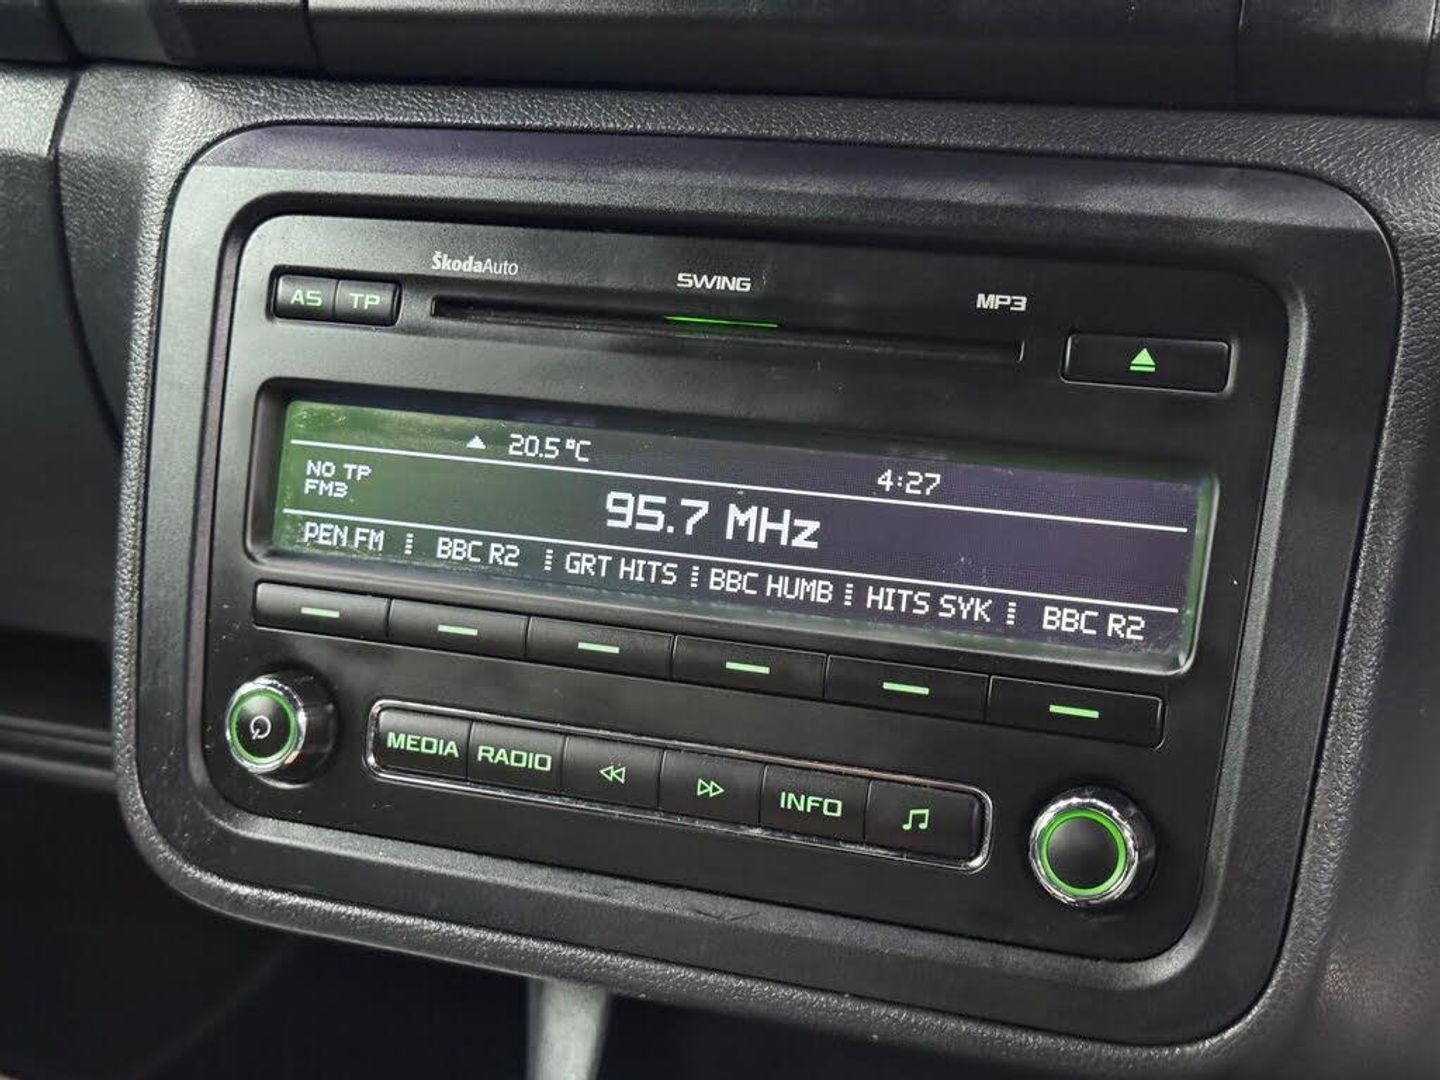 ŠkodaAuto
SWING
MP3
AS TP
20.5 °C
4:27
NO TP
FM3
95.7 MHz
PEN FM BBC R2 GRT HITS BBC HUMB HITS SYK BBC R2
MEDIA RADIO INFO